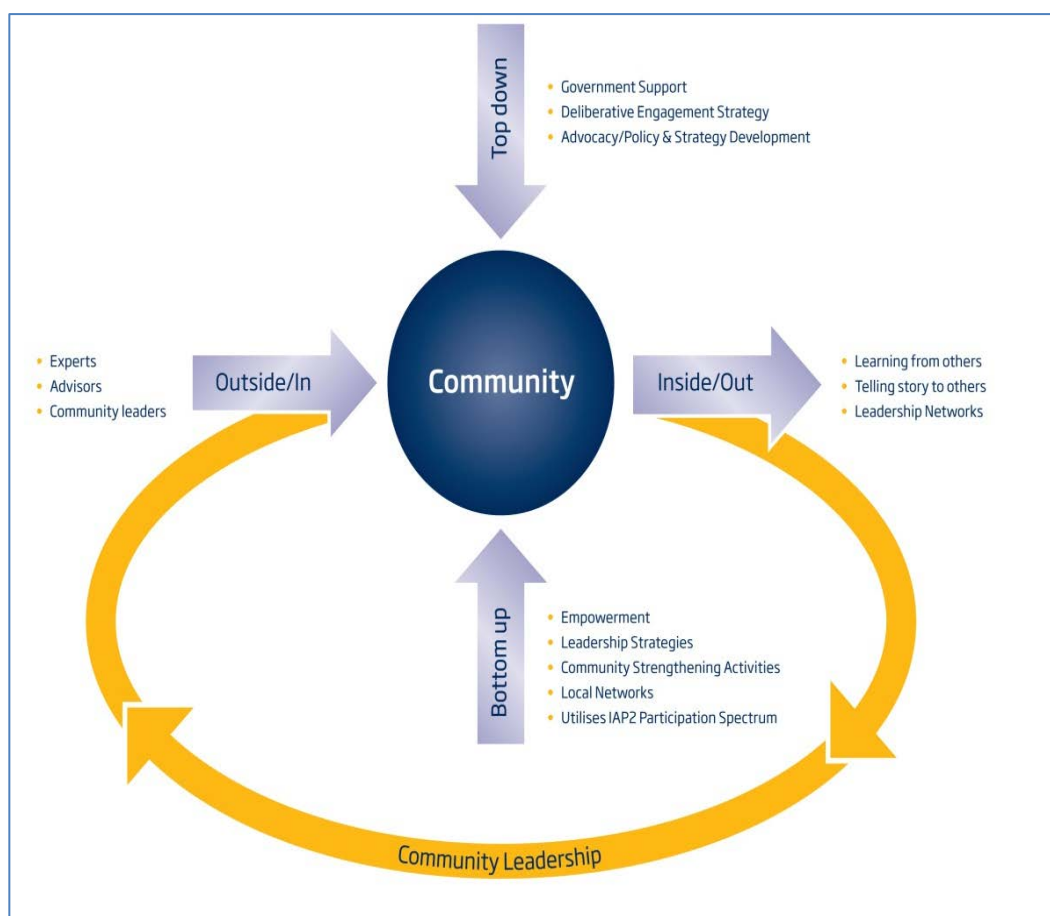 Top down
• Government Support
• Deliberative Engagement Strategy
• Advocacy/Policy & Strategy Development
• Experts
• Advisors
• Community leaders
Outside/In
Community
Inside/Out
• Learning from others
• Telling story to others
• Leadership Networks
Bottom up
• Empowerment
• Leadership Strategies
• Community Strengthening Activities
• Local Networks
• Utilises IAP2 Participation Spectrum
Community Leadership